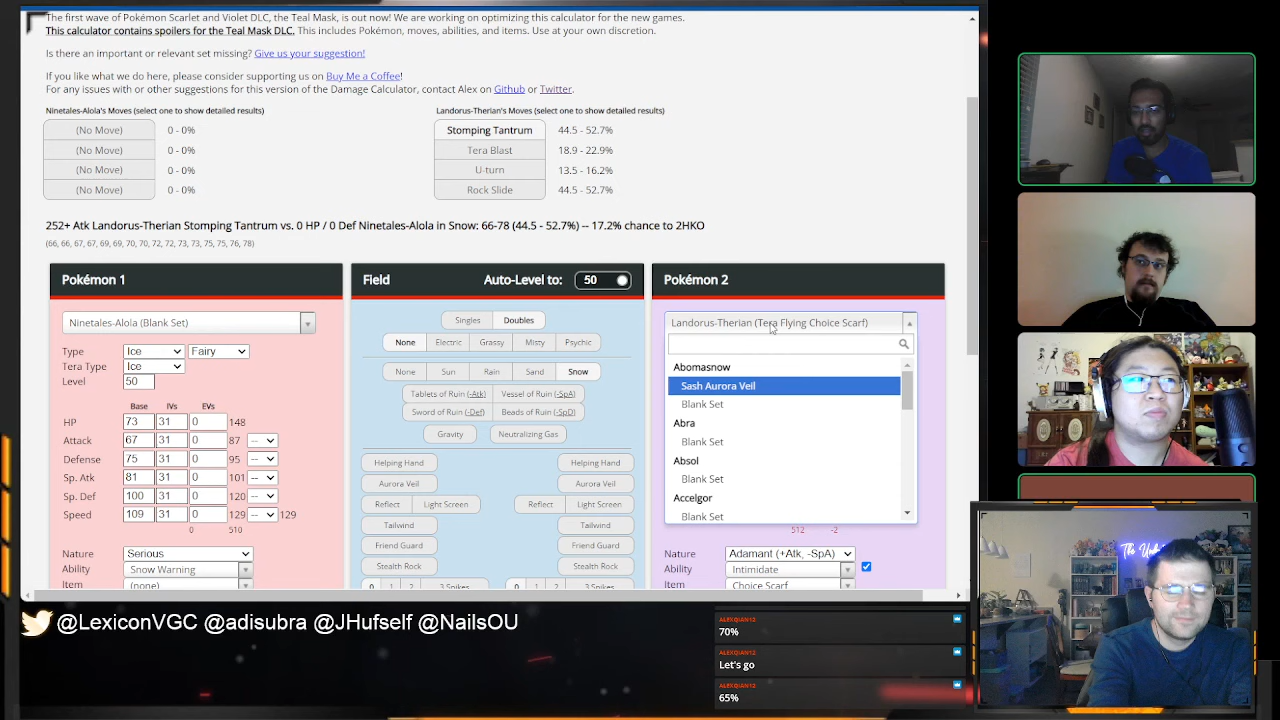 The first wave of Pokémon Scarlet and Violet DLC, the Teal Mask, is out now! We are working on optimizing this calculator for the new games.
This calculator contains spoilers for the Teal Mask DLC. This includes Pokémon, moves, abilities, and items. Use at your own discretion.
Is there an important or relevant set missing? Give us your suggestion!
If you like what we do here, please consider supporting us on Buy Me a Coffee!
For any issues with or other suggestions for this version of the Damage Calculator, contact Alex on Github or Twitter.
Ninetales-Alola's Moves (select one to show detailed results)
(No Move) 0 - 0%
(No Move) 0 - 0%
(No Move) 0 - 0%
(No Move) 0 - 0%
Landorus-Therian's Moves (select one to show detailed results)
Stomping Tantrum 44.5 - 52.7%
Tera Blast 18.9 - 22.9%
U-turn 13.5 - 16.2%
Rock Slide 44.5 - 52.7%
252+ Atk Landorus-Therian Stomping Tantrum vs. 0 HP / 0 Def Ninetales-Alola in Snow: 66-78 (44.5 - 52.7%) -- 17.2% chance to 2HKO
(66, 66, 67, 67, 69, 69, 70, 70, 72, 72, 73, 73, 75, 75, 76, 78)
Pokémon 1
Ninetales-Alola (Blank Set)
Type Ice Fairy
Tera Type Ice
Level 50
Base IVs EVs
HP 73 31 0 148
Attack 67 31 0 87 --
Defense 75 31 0 95 --
Sp. Atk 81 31 0 101 --
Sp. Def 100 31 0 120 --
Speed 109 31 0 129 -- 129
0 510
Nature Serious
Ability Snow Warning
Item (none)
Field Auto-Level to: 50
Singles Doubles
None Electric Grassy Misty Psychic
None Sun Rain Sand Snow
Tablets of Ruin (-Atk) Vessel of Ruin (-SpA)
Sword of Ruin (-Def) Beads of Ruin (-SpD)
Gravity Neutralizing Gas
Helping Hand Helping Hand
Aurora Veil Aurora Veil
Reflect Light Screen Reflect Light Screen
Tailwind Tailwind
Friend Guard Friend Guard
Stealth Rock Stealth Rock
0 1 2 3 Spikes 0 1 2 3 Spikes
Pokémon 2
Landorus-Therian (Tera Flying Choice Scarf)
Abomasnow
Sash Aurora Veil
Blank Set
Abra
Blank Set
Absol
Blank Set
Accelgor
Blank Set
512 -2
Nature Adamant (+Atk, -SpA)
Ability Intimidate
Item Choice Scarf
@LexiconVGC @adisubra @JHufself @NailsOU
ALEXQIAN12
70%
ALEXQIAN12
Let's go
ALEXQIAN12
65%